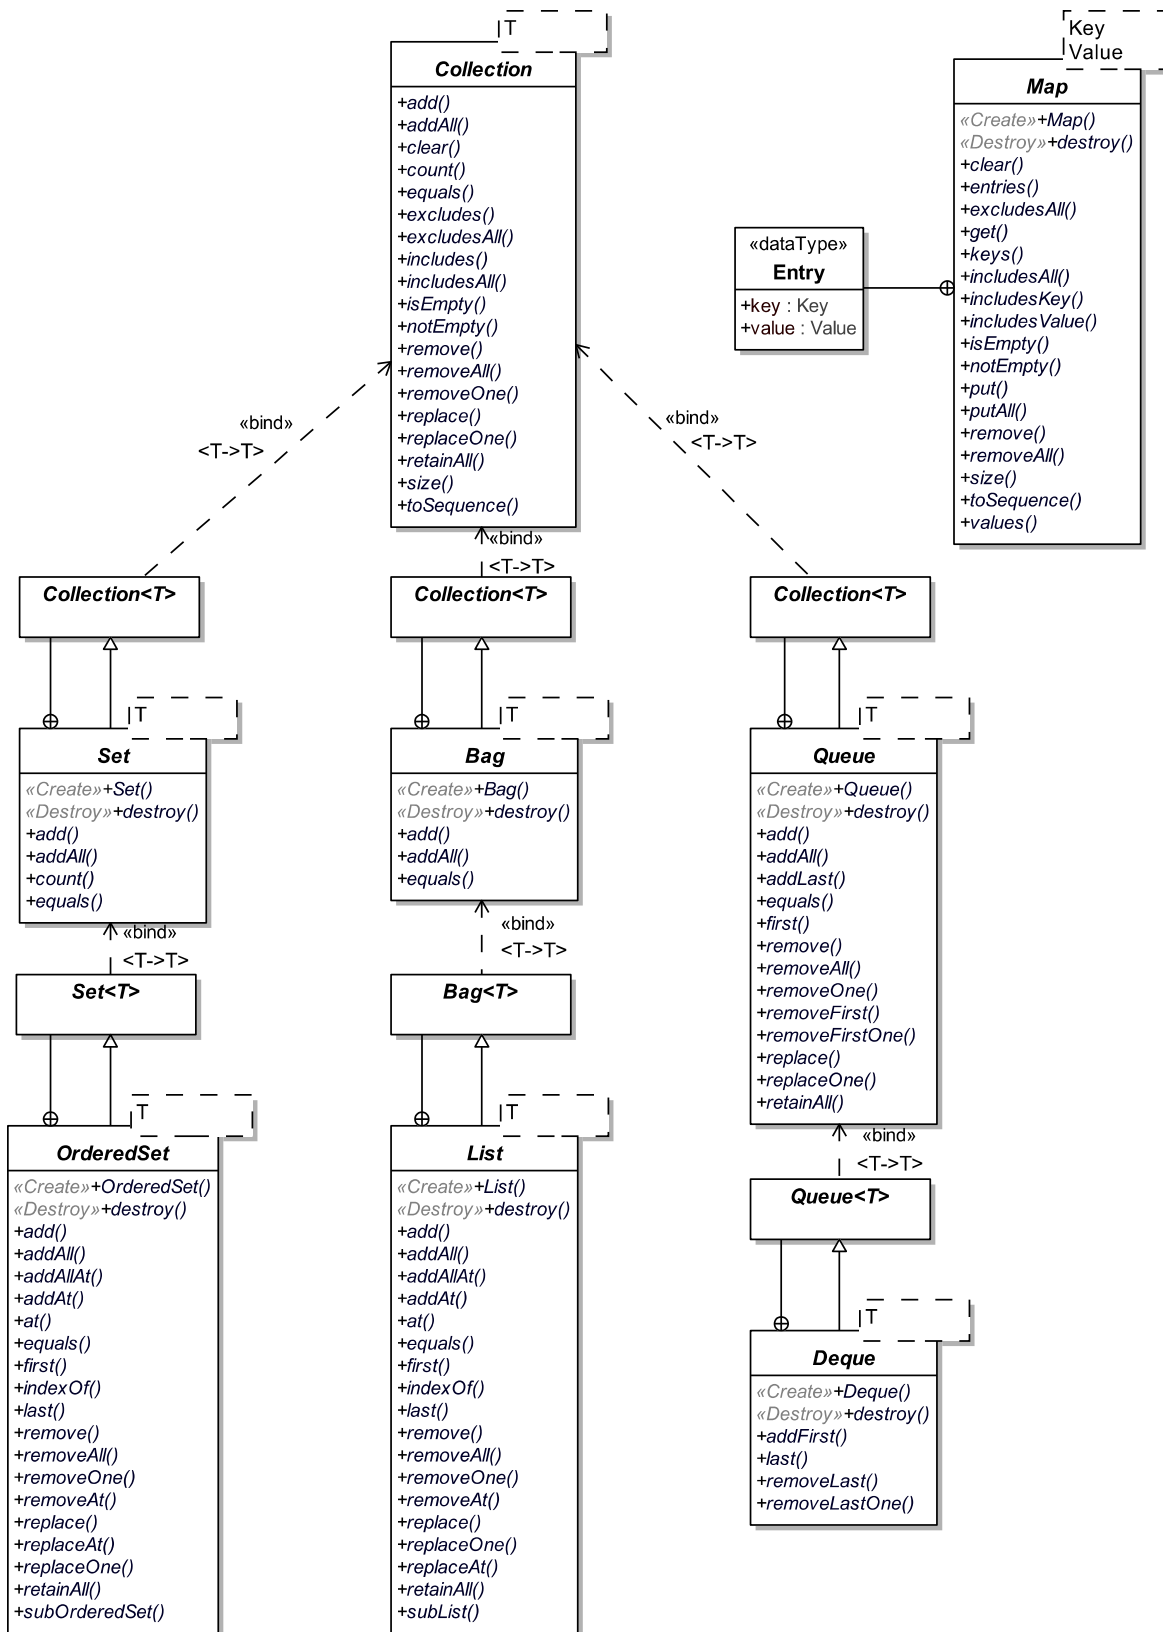 T
Collection
+add()
+addAll()
+clear()
+count()
+equals()
+excludes()
+excludesAll()
+includes()
+includesAll()
+isEmpty()
+notEmpty()
+remove()
+removeAll()
+removeOne()
+replace()
+replaceOne()
+retainAll()
+size()
+toSequence()
Key
Value
Map
«Create»+Map()
«Destroy»+destroy()
+clear()
+entries()
+excludesAll()
+get()
+keys()
+includesAll()
+includesKey()
+includesValue()
+isEmpty()
+notEmpty()
+put()
+putAll()
+remove()
+removeAll()
+size()
+toSequence()
+values()
«dataType»
Entry
+key : Key
+value : Value
«bind»
<T->T>
«bind»
<T->T>
«bind»
<T->T>
Collection<T>
Collection<T>
Collection<T>
T
Set
«Create»+Set()
«Destroy»+destroy()
+add()
+addAll()
+count()
+equals()
«bind»
<T->T>
Set<T>
T
OrderedSet
«Create»+OrderedSet()
«Destroy»+destroy()
+add()
+addAll()
+addAllAt()
+addAt()
+at()
+equals()
+first()
+indexOf()
+last()
+remove()
+removeAll()
+removeOne()
+removeAt()
+replace()
+replaceAt()
+replaceOne()
+retainAll()
+subOrderedSet()
T
Bag
«Create»+Bag()
«Destroy»+destroy()
+add()
+addAll()
+equals()
«bind»
<T->T>
Bag<T>
T
List
«Create»+List()
«Destroy»+destroy()
+add()
+addAll()
+addAllAt()
+addAt()
+at()
+equals()
+first()
+indexOf()
+last()
+remove()
+removeAll()
+removeOne()
+removeAt()
+replace()
+replaceOne()
+replaceAt()
+retainAll()
+subList()
T
Queue
«Create»+Queue()
«Destroy»+destroy()
+add()
+addAll()
+addLast()
+equals()
+first()
+remove()
+removeAll()
+removeOne()
+removeFirst()
+removeFirstOne()
+replace()
+replaceOne()
+retainAll()
«bind»
<T->T>
Queue<T>
T
Deque
«Create»+Deque()
«Destroy»+destroy()
+addFirst()
+last()
+removeLast()
+removeLastOne()